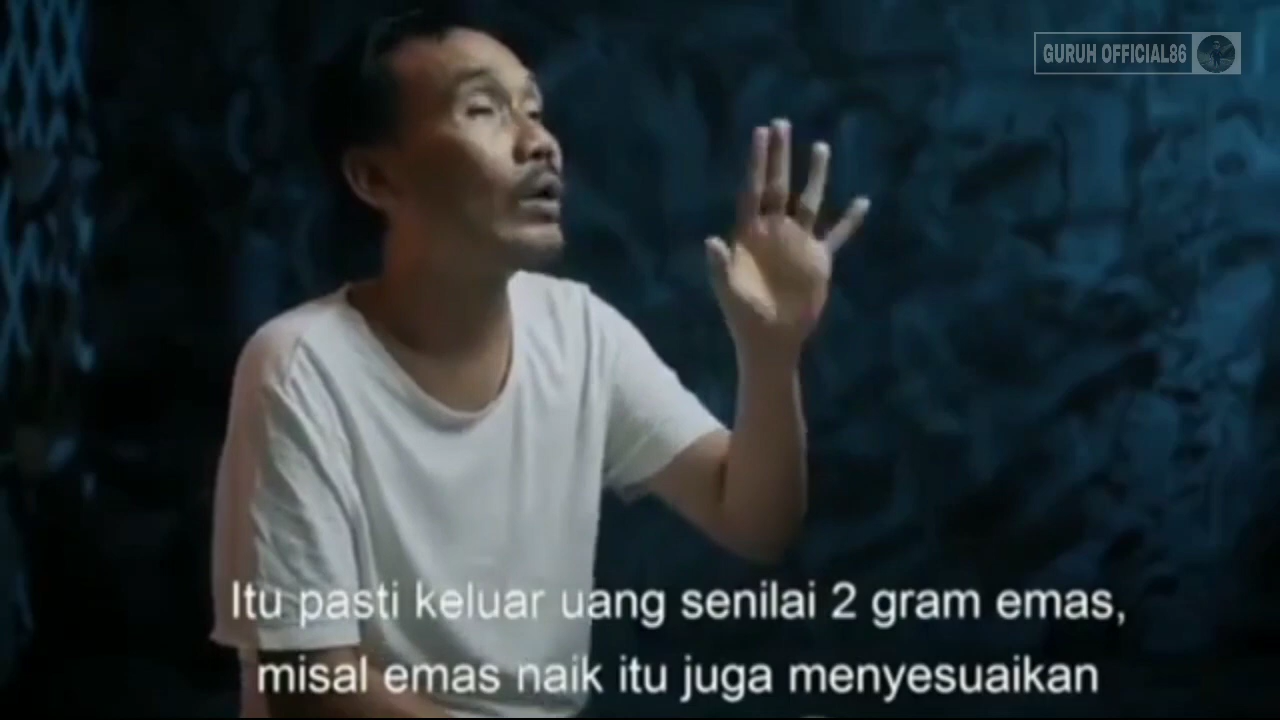 GURUH OFFICIAL86
Itu pasti keluar uang senilai 2 gram emas,
misal emas naik itu juga menyesuaikan